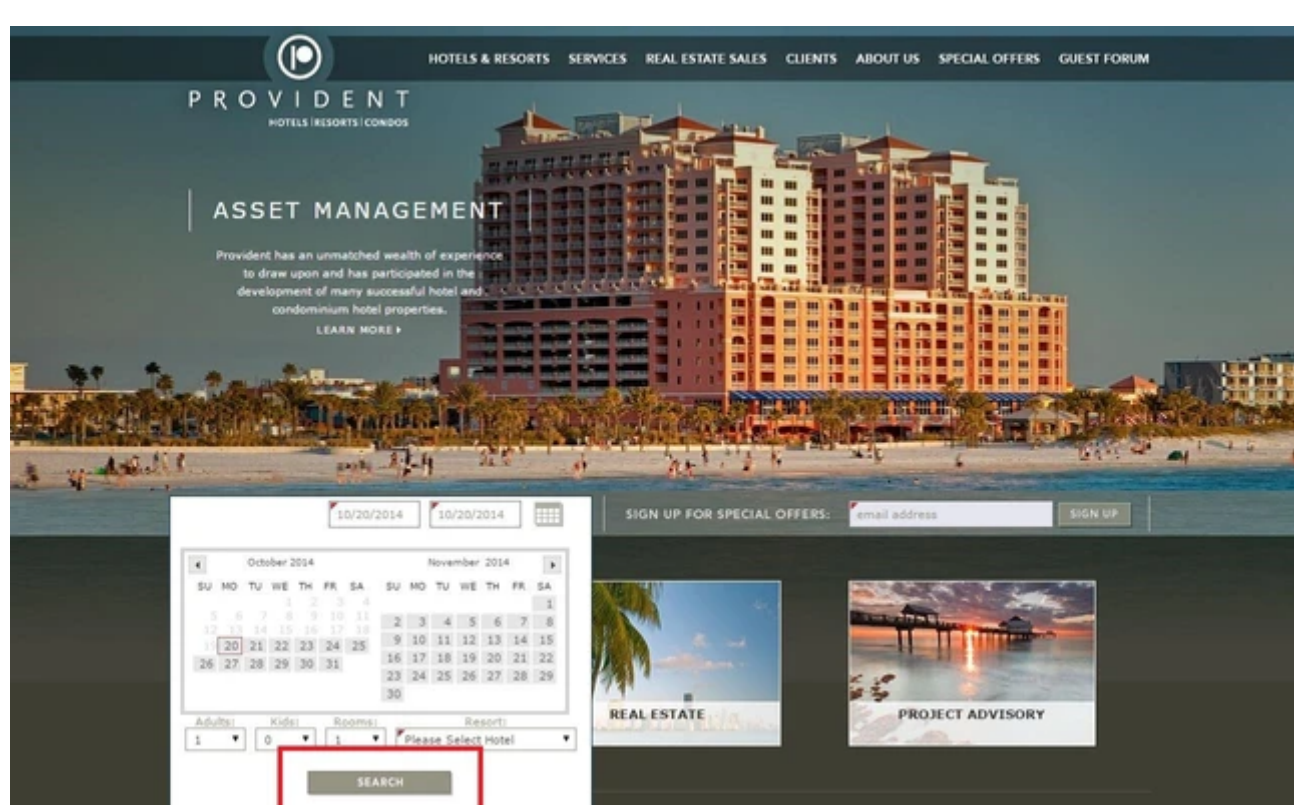 HOTELS & RESORTS SERVICES REAL ESTATE SALES CLIENTS ABOUT US SPECIAL OFFERS GUEST FORUM
PROVIDENT
HOTELS | RESORTS | CONDOS
ASSET MANAGEMENT
Provident has an unmatched wealth of experience
to draw upon and has participated in the
development of many successful hotel and
condominium hotel properties.
LEARN MORE
10/20/2014 10/20/2014
SIGN UP FOR SPECIAL OFFERS: email address SIGN UP
October 2014 November 2014
SU MO TU WE TH FR SA SU MO TU WE TH FR SA
1 2 3 4 1
5 6 7 8 9 10 11 2 3 4 5 6 7 8
12 13 14 15 16 17 18 9 10 11 12 13 14 15
19 20 21 22 23 24 25 16 17 18 19 20 21 22
26 27 28 29 30 31 23 24 25 26 27 28 29
30
Adults: Kids: Rooms: Resort:
1 0 1 Please Select Hotel
SEARCH
REAL ESTATE
PROJECT ADVISORY